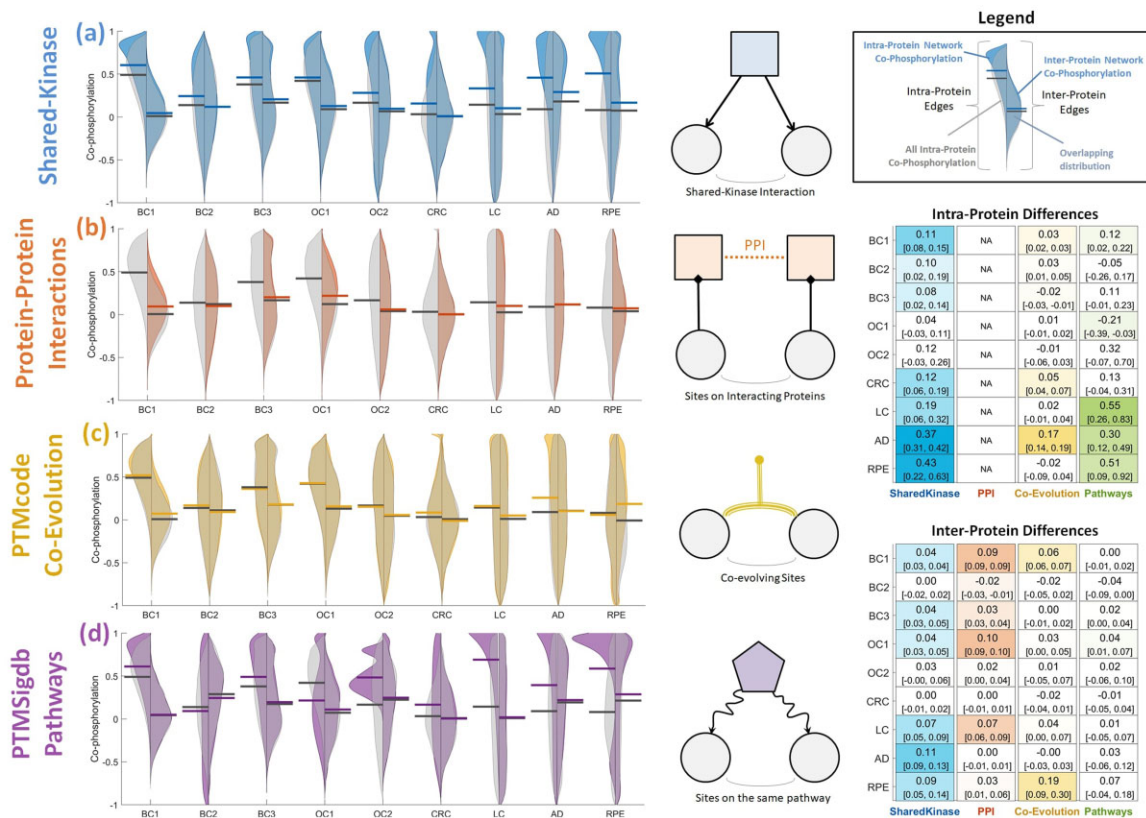 Shared-Kinase
(a)
Co-phosphorylation
1
0.5
0
-0.5
-1
BC1 BC2 BC3 OC1 OC2 CRC LC AD RPE
Protein-Protein
Interactions
(b)
Co-phosphorylation
1
0.5
0
-0.5
-1
BC1 BC2 BC3 OC1 OC2 CRC LC AD RPE
PTMcode
Co-Evolution
(c)
Co-phosphorylation
1
0.5
0
-0.5
-1
BC1 BC2 BC3 OC1 OC2 CRC LC AD RPE
PTMSigdb
Pathways
(d)
Co-phosphorylation
1
0.5
0
-0.5
-1
BC1 BC2 BC3 OC1 OC2 CRC LC AD RPE
Shared-Kinase Interaction
PPI
Sites on Interacting Proteins
Co-evolving Sites
Sites on the same pathway
Legend
Intra-Protein Network
Co-Phosphorylation
Inter-Protein Network
Co-Phosphorylation
Intra-Protein
Edges
Inter-Protein
Edges
All Intra-Protein
Co-Phosphorylation
Overlapping
distribution
Intra-Protein Differences
BC1 0.11 NA 0.03 0.12
[0.08, 0.15] [0.02, 0.03] [0.02, 0.22]
BC2 0.10 NA 0.03 -0.05
[0.02, 0.19] [0.01, 0.05] [-0.26, 0.17]
BC3 0.08 NA -0.02 0.11
[0.02, 0.14] [-0.03, -0.01] [-0.01, 0.23]
OC1 0.04 NA 0.01 -0.21
[-0.03, 0.11] [-0.01, 0.02] [-0.39, -0.03]
OC2 0.12 NA -0.01 0.32
[-0.03, 0.26] [-0.06, 0.03] [-0.07, 0.70]
CRC 0.12 NA 0.05 0.13
[0.06, 0.19] [0.04, 0.07] [-0.04, 0.31]
LC 0.19 NA 0.02 0.55
[0.06, 0.32] [-0.01, 0.04] [0.26, 0.83]
AD 0.37 NA 0.17 0.30
[0.31, 0.42] [0.14, 0.19] [0.12, 0.49]
RPE 0.43 NA -0.02 0.51
[0.22, 0.63] [-0.09, 0.04] [0.09, 0.92]
SharedKinase PPI Co-Evolution Pathways
Inter-Protein Differences
BC1 0.04 0.09 0.06 0.00
[0.03, 0.04] [0.09, 0.09] [0.06, 0.07] [-0.01, 0.02]
BC2 0.00 -0.02 -0.02 -0.04
[-0.02, 0.02] [-0.03, -0.01] [-0.05, 0.02] [-0.09, 0.00]
BC3 0.04 0.03 0.00 0.02
[0.03, 0.05] [0.03, 0.04] [-0.01, 0.02] [0.00, 0.04]
OC1 0.04 0.10 0.03 0.04
[0.03, 0.05] [0.09, 0.10] [0.00, 0.05] [0.01, 0.07]
OC2 0.03 0.02 0.01 0.02
[-0.00, 0.06] [0.00, 0.04] [-0.05, 0.07] [-0.06, 0.10]
CRC 0.00 0.00 -0.02 -0.01
[-0.01, 0.02] [-0.01, 0.01] [-0.04, 0.01] [-0.05, 0.04]
LC 0.07 0.07 0.04 0.01
[0.05, 0.09] [0.06, 0.09] [0.00, 0.07] [-0.05, 0.07]
AD 0.11 0.00 -0.00 0.03
[0.09, 0.13] [-0.01, 0.01] [-0.03, 0.03] [-0.06, 0.12]
RPE 0.09 0.03 0.19 0.07
[0.05, 0.14] [0.01, 0.06] [0.09, 0.30] [-0.04, 0.18]
SharedKinase PPI Co-Evolution Pathways